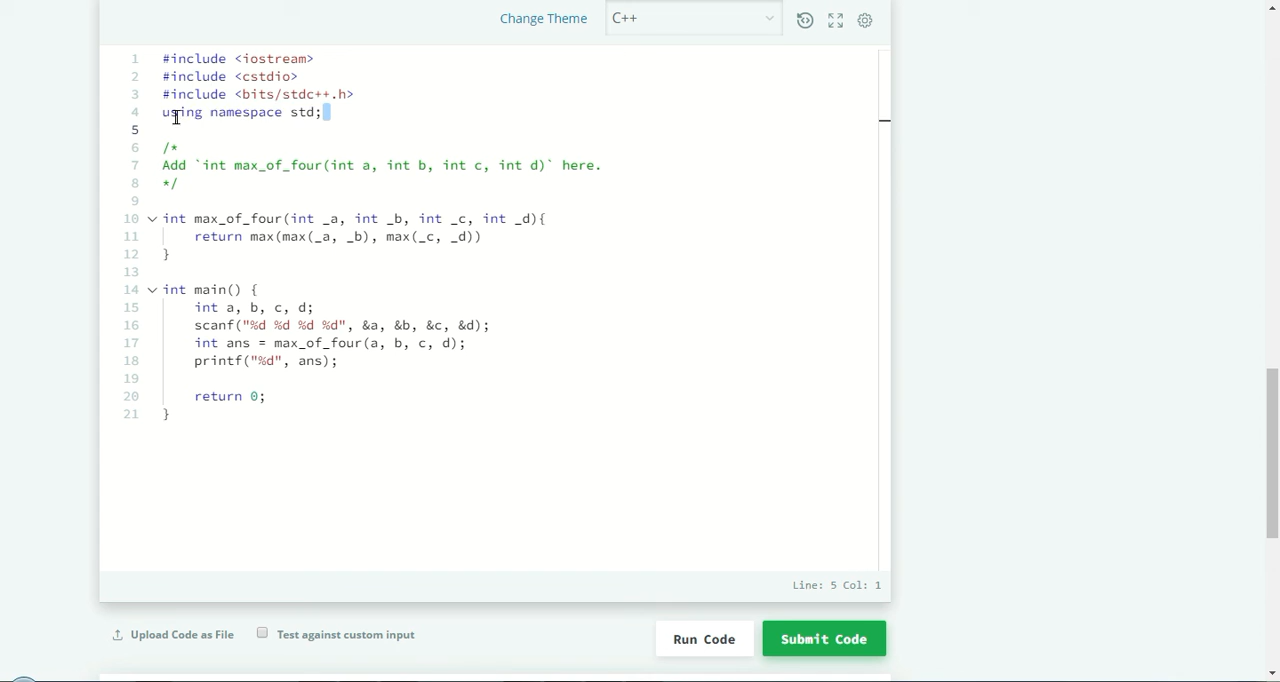 Change Theme C++
1 #include <iostream>
2 #include <cstdio>
3 #include <bits/stdc++.h>
4 using namespace std;
5
6 /*
7 Add `int max_of_four(int a, int b, int c, int d)` here.
8 */
9
10 int max_of_four(int _a, int _b, int _c, int _d){
11 return max(max(_a, _b), max(_c, _d))
12 }
13
14 int main() {
15 int a, b, c, d;
16 scanf("%d %d %d %d", &a, &b, &c, &d);
17 int ans = max_of_four(a, b, c, d);
18 printf("%d", ans);
19
20 return 0;
21 }
Line: 5 Col: 1
Upload Code as File Test against custom input Run Code Submit Code